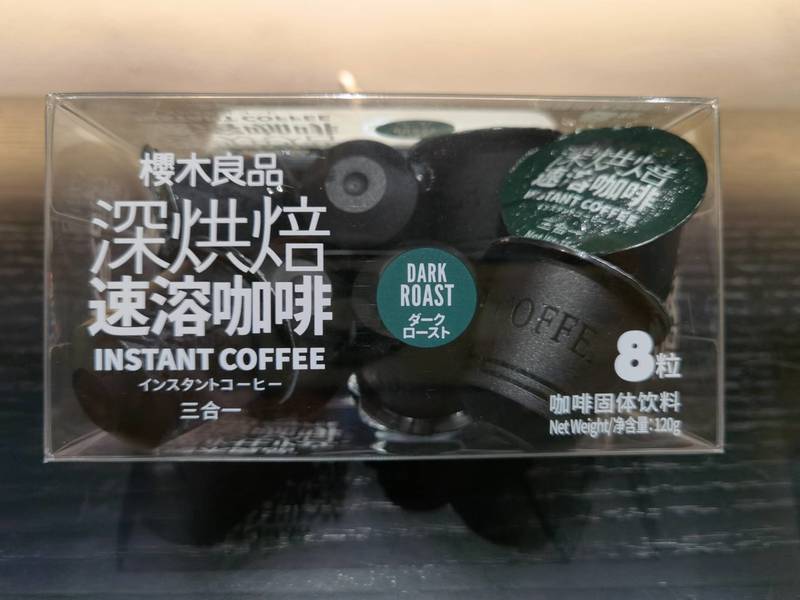 櫻木良品
深烘焙
速溶咖啡
INSTANT COFFEE
インスタントコーヒー
三合一
DARK
ROAST
ダーク
ロースト
深烘焙
速溶咖啡
INSTANT COFFEE
三合一
COFFE
8粒
咖啡固体饮料
Net Weight/净含量:120g